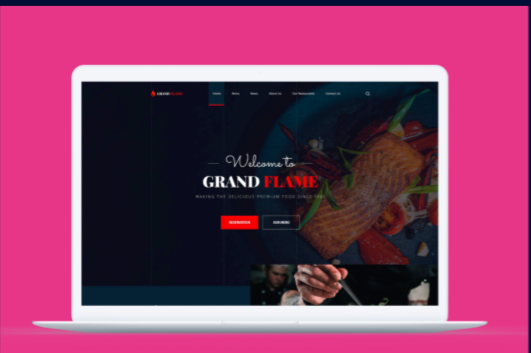 GRAND FLAME
Home
Menu
News
About Us
Our Restaurants
Contact Us
Welcome to
GRAND FLAME
MAKING THE DELICIOUS PREMIUM FOOD SINCE
RESERVATION
OUR MENU